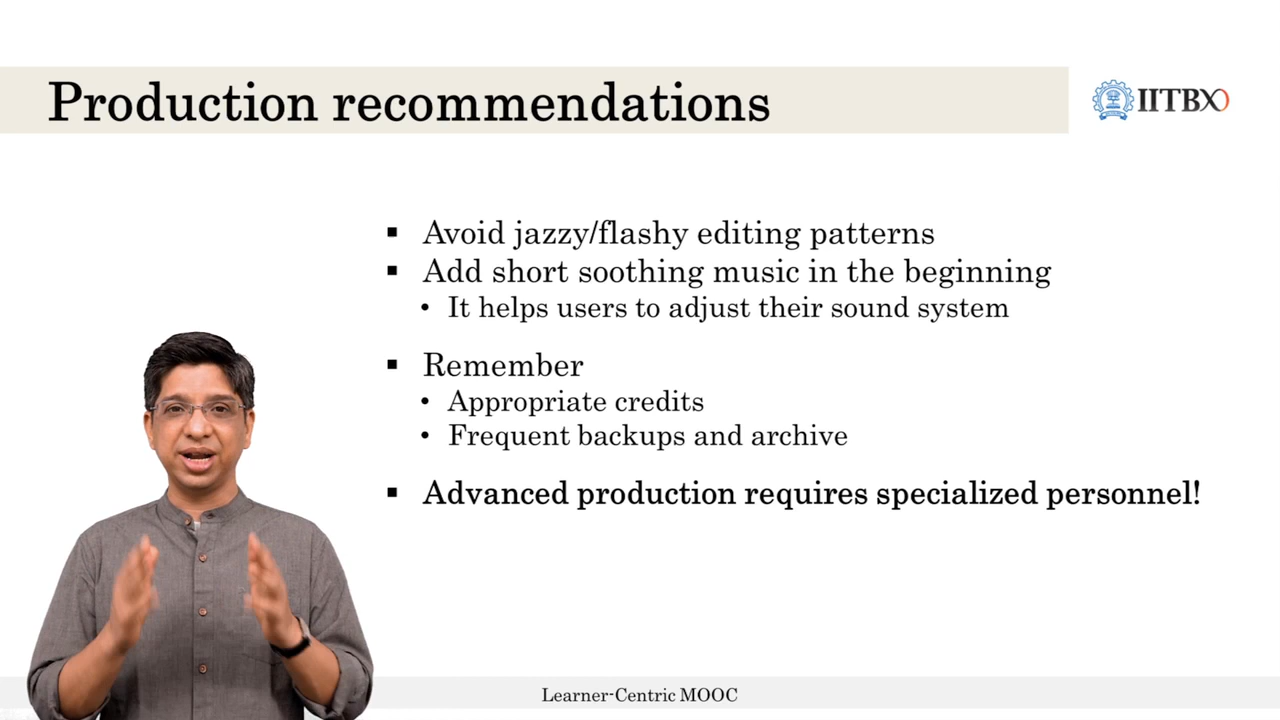 Production recommendations
IITBX
▪ Avoid jazzy/flashy editing patterns
▪ Add short soothing music in the beginning
• It helps users to adjust their sound system
▪ Remember
• Appropriate credits
• Frequent backups and archive
▪ Advanced production requires specialized personnel!
Learner-Centric MOOC